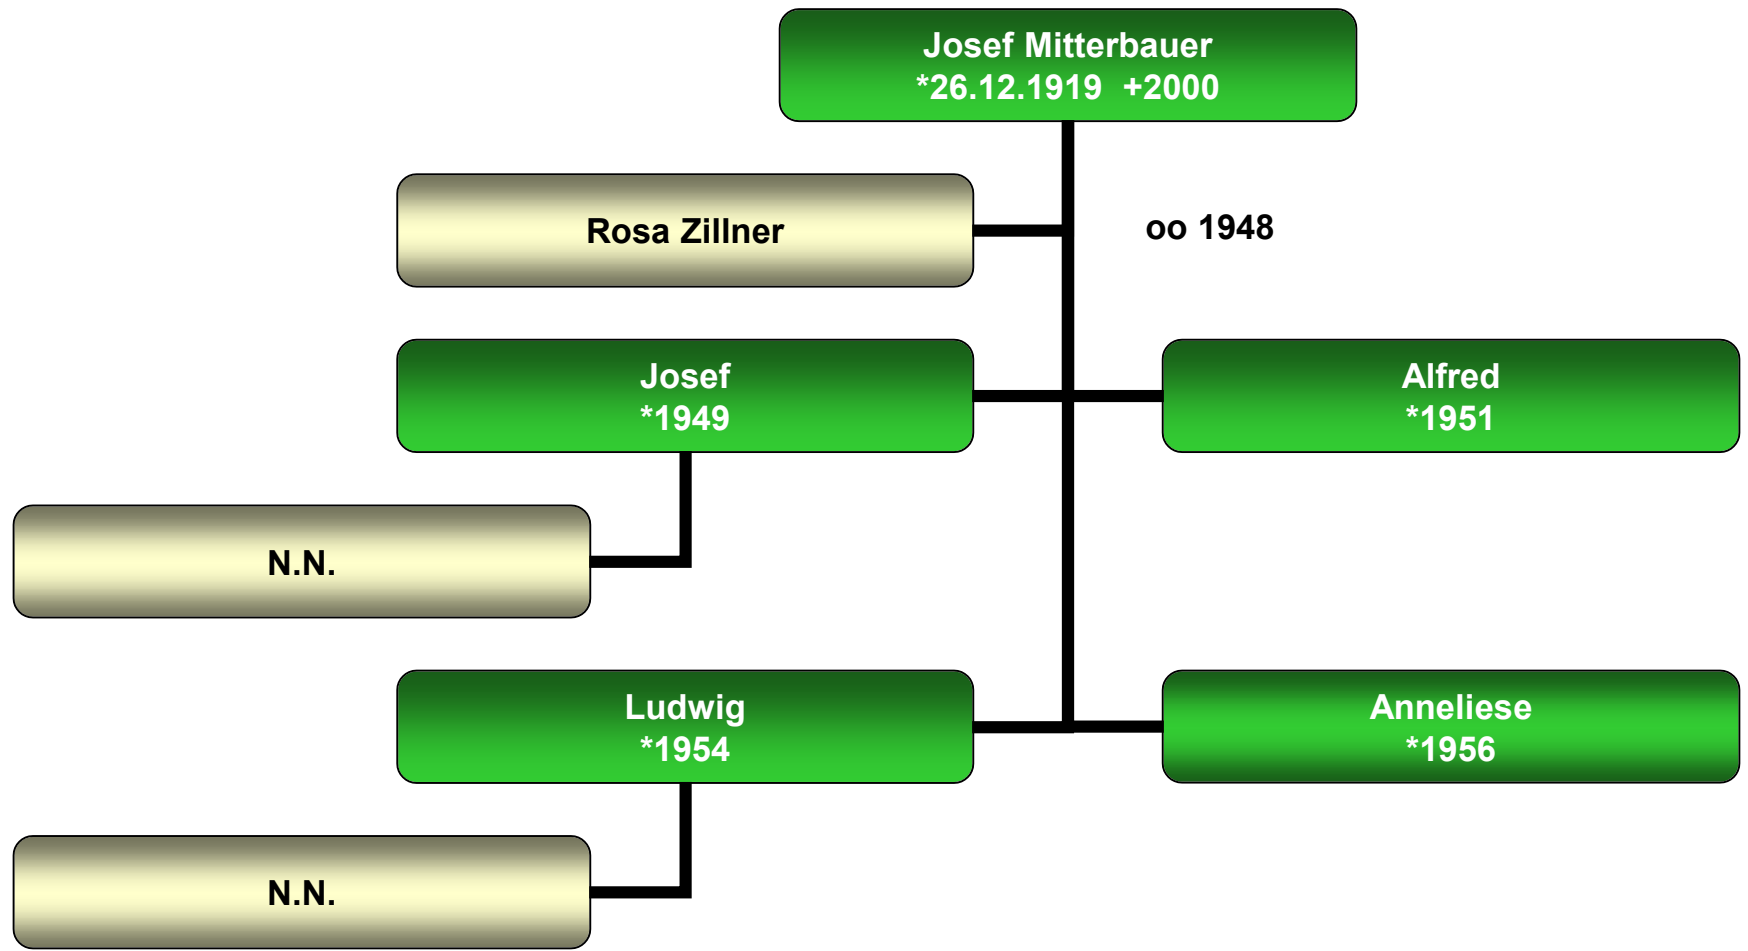 Josef Mitterbauer
*26.12.1919 +2000
Rosa Zillner
oo 1948
Josef
*1949
Alfred
*1951
N.N.
Ludwig
*1954
Anneliese
*1956
N.N.